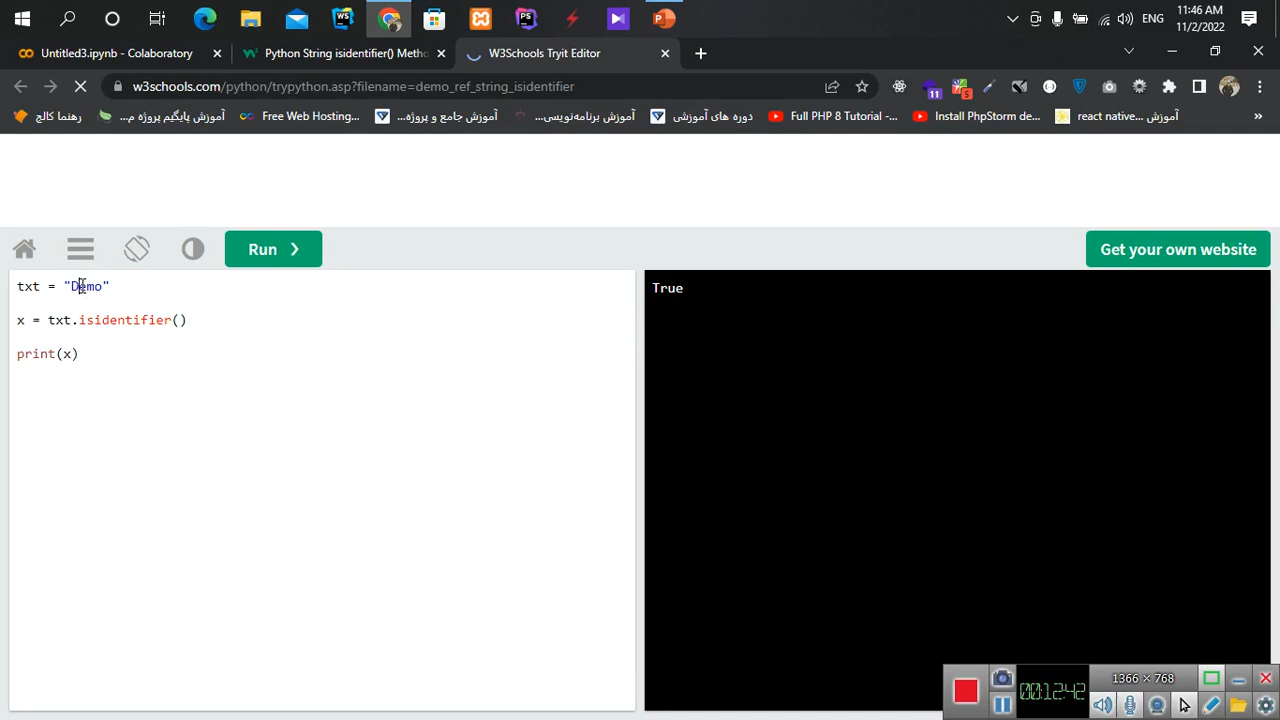 ENG
11:46 AM
11/2/2022
Untitled3.ipynb - Colaboratory
Python String isidentifier() Metho
W3Schools Tryit Editor
w3schools.com/python/trypython.asp?filename=demo_ref_string_isidentifier
11
5
رهنما کالج
آموزش پایگیم پروژه م...
Free Web Hosting...
آموزش جامع و پروژه...
آموزش برنامه‌نویسی...
دوره های آموزشی
Full PHP 8 Tutorial -...
Install PhpStorm de...
آموزش react native...
»
Run ❯
Get your own website
txt = "Demo"
x = txt.isidentifier()
print(x)
True
00:12:42
1366 × 768